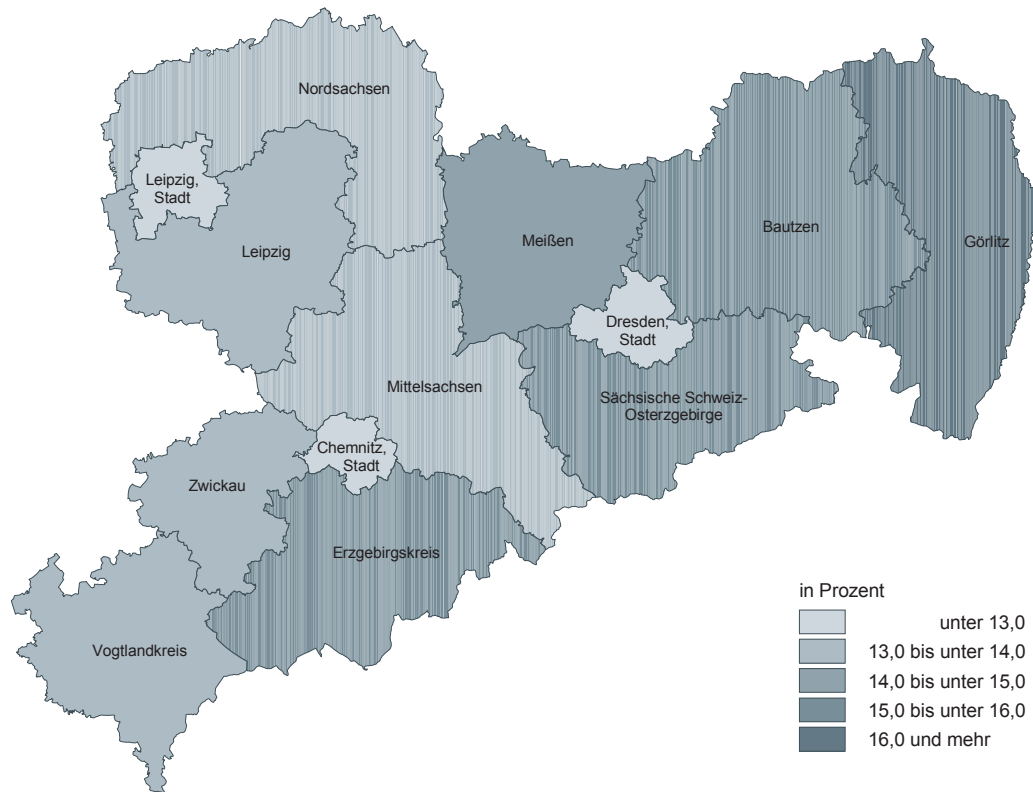 Nordsachsen
Leipzig,
Stadt
Leipzig
Meißen
Bautzen
Görlitz
Dresden,
Stadt
Mittelsachsen
Sächsische Schweiz-
Osterzgebirge
Chemnitz,
Stadt
Zwickau
Erzgebirgskreis
Vogtlandkreis
in Prozent
unter 13,0
13,0 bis unter 14,0
14,0 bis unter 15,0
15,0 bis unter 16,0
16,0 und mehr